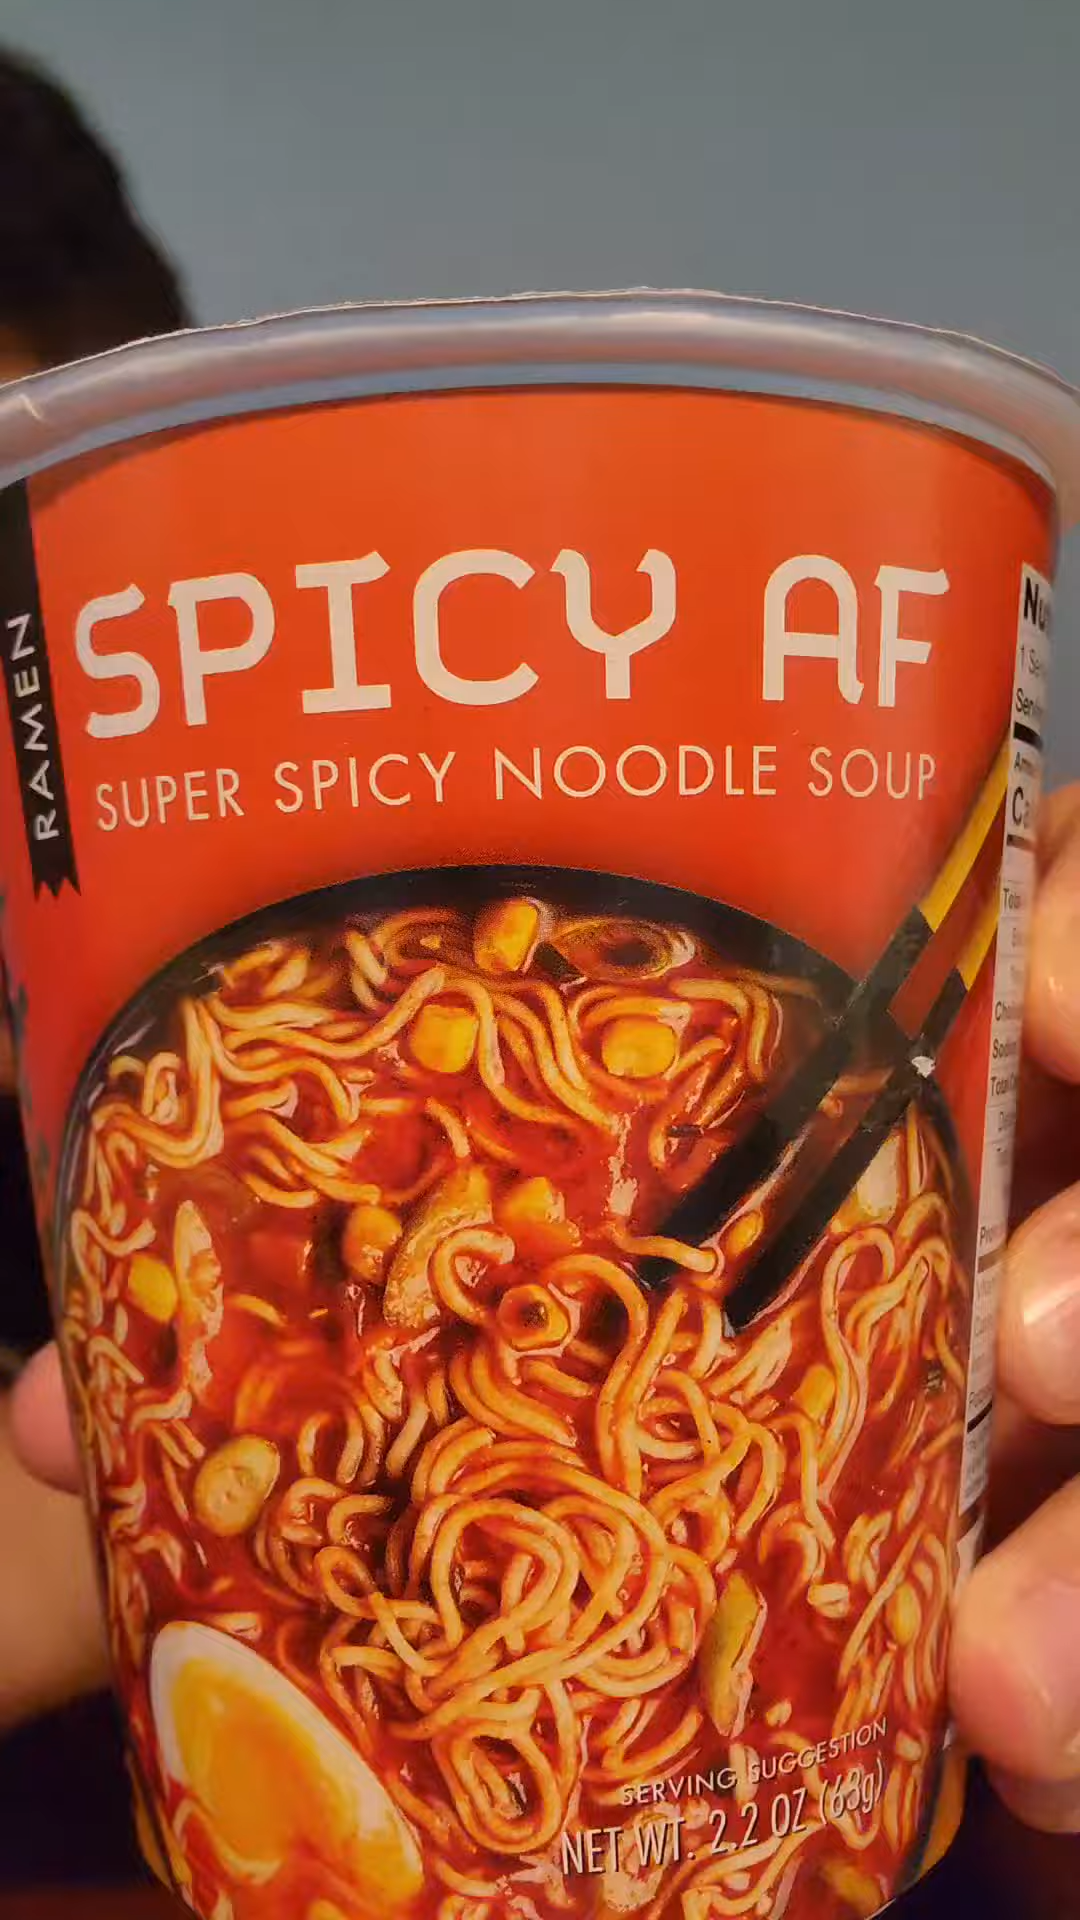 RAMEN
SPICY AF
SUPER SPICY NOODLE SOUP
SERVING SUGGESTION
NET WT. 2.2 OZ (63g)